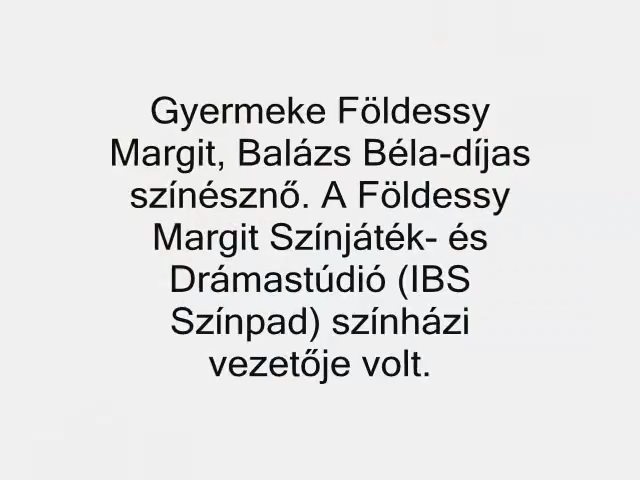 Gyermeke Földessy
Margit, Balázs Béla-díjas
színésznő. A Földessy
Margit Színjáték- és
Drámastúdió (IBS
Színpad) színházi
vezetője volt.